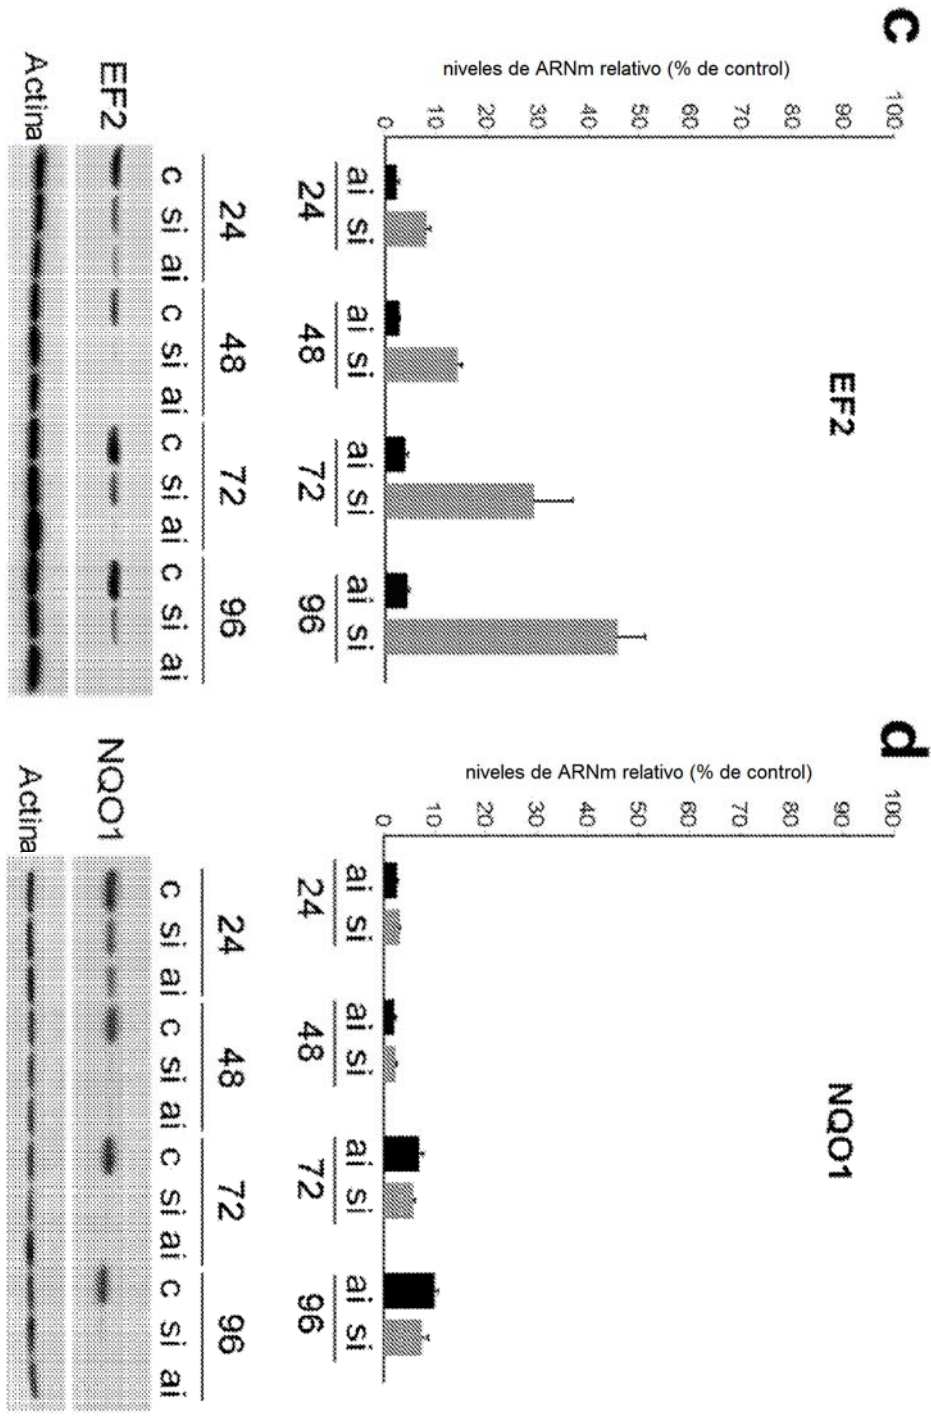 c
niveles de ARNm relativo (% de control)
100
90
80
70
60
50
40
30
20
10
0
EF2
ai si ai si ai si ai si
24 48 72 96
24 48 72 96
c si ai c si ai c si ai c si ai
EF2
Actina
d
niveles de ARNm relativo (% de control)
100
90
80
70
60
50
40
30
20
10
0
NQO1
ai si ai si ai si ai si
24 48 72 96
24 48 72 96
c si ai c si ai c si ai c si ai
NQO1
Actina